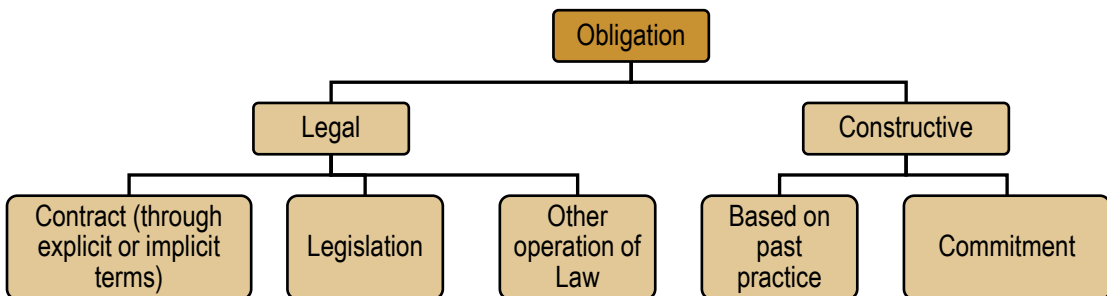 Obligation
Legal
Constructive
Contract (through
explicit or implicit
terms)
Legislation
Other
operation of
Law
Based on
past
practice
Commitment